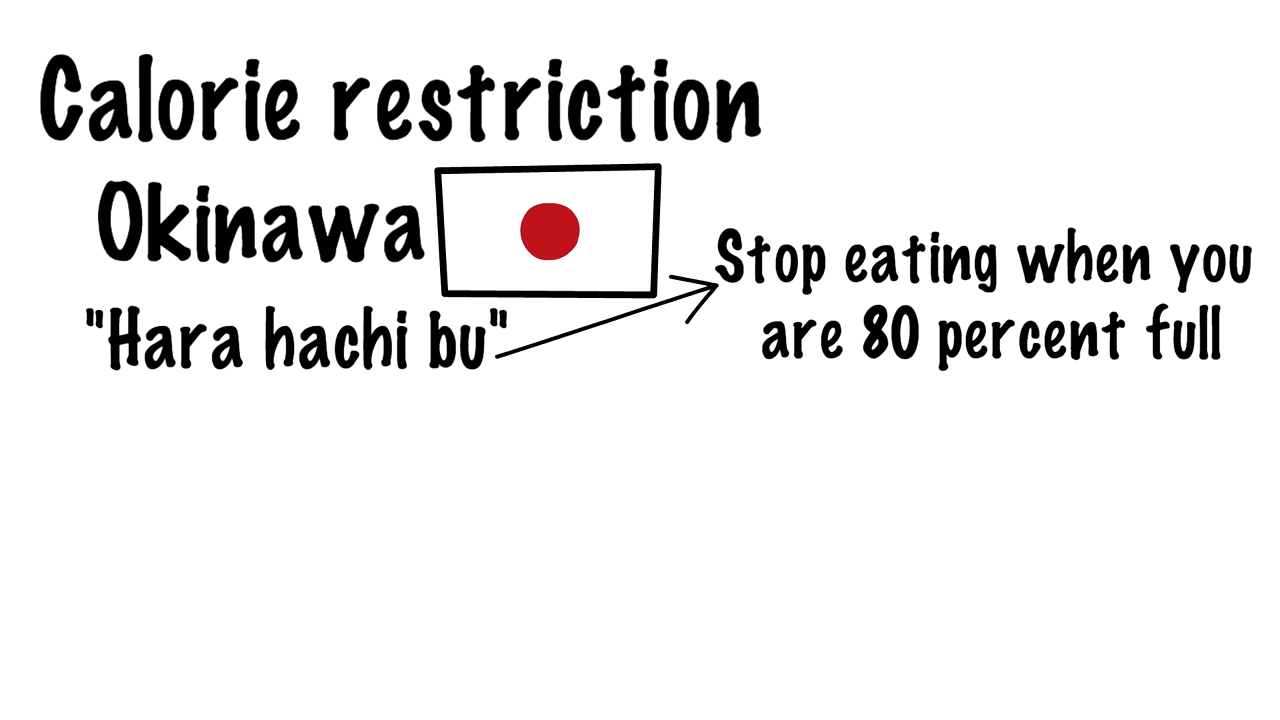 Calorie restriction
Okinawa
"Hara hachi bu"
Stop eating when you
are 80 percent full